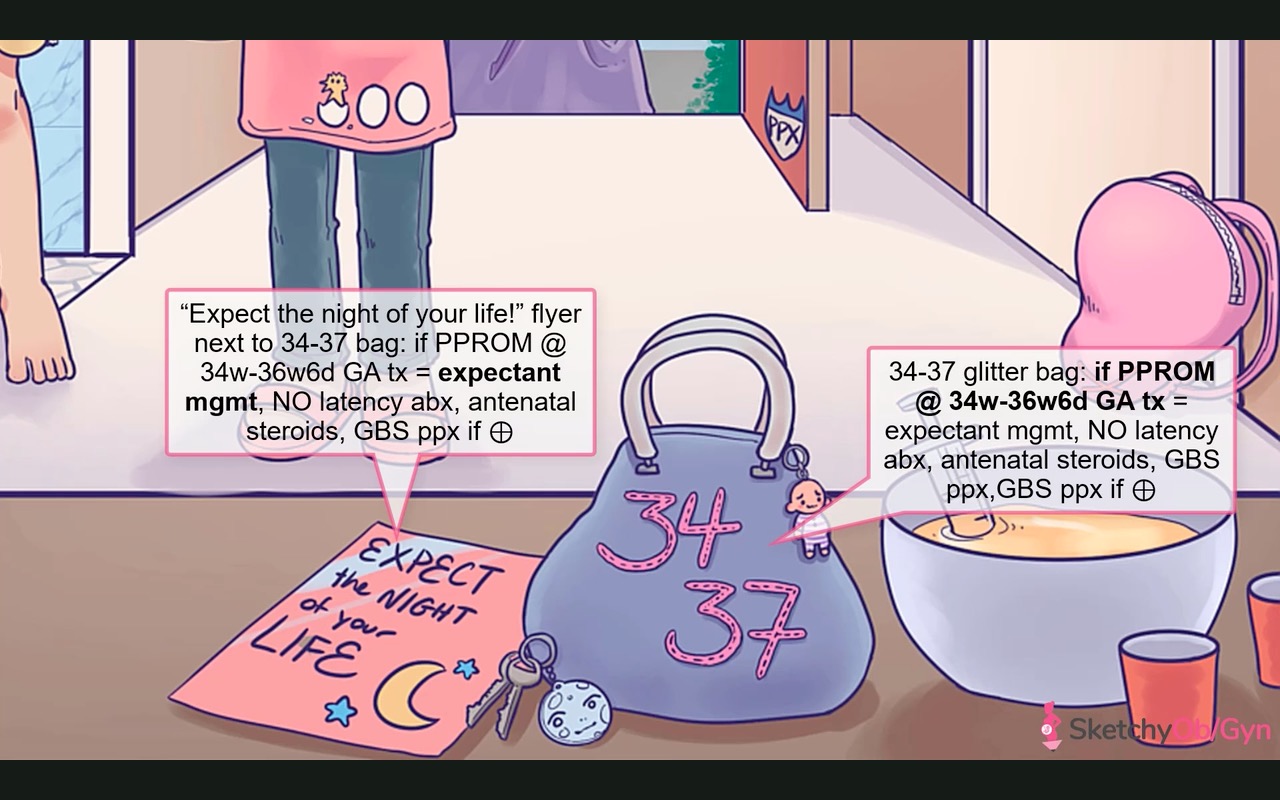 PPX
“Expect the night of your life!” flyer
next to 34-37 bag: if PPROM @
34w-36w6d GA tx = expectant
mgmt, NO latency abx, antenatal
steroids, GBS ppx if ⊕
34-37 glitter bag: if PPROM
@ 34w-36w6d GA tx =
expectant mgmt, NO latency
abx, antenatal steroids, GBS
ppx,GBS ppx if ⊕
EXPECT
the NIGHT
of your
LIFE
34
37
SketchyOb/Gyn